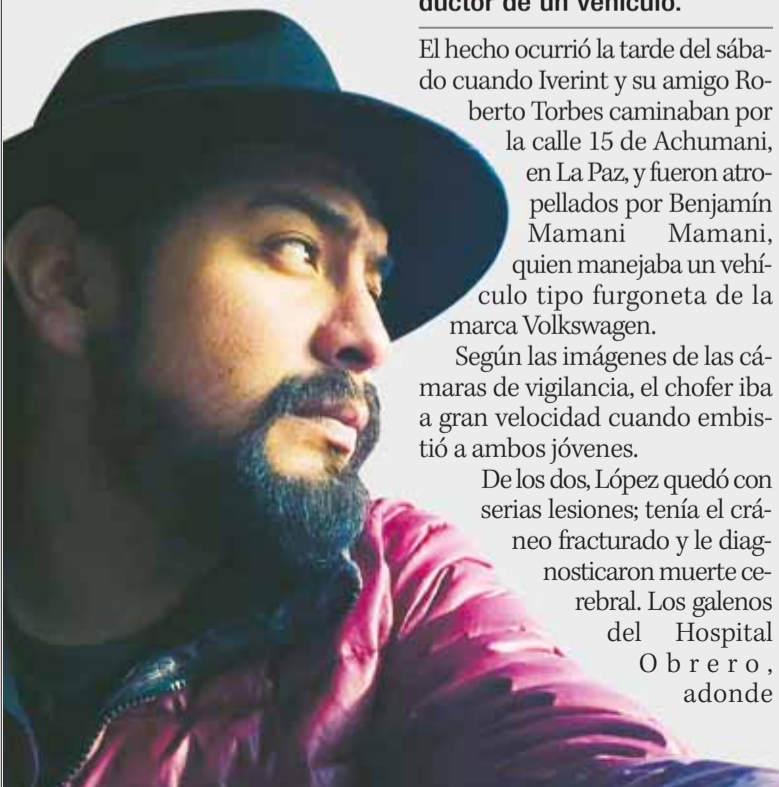 ductor de un vehículo.
El hecho ocurrió la tarde del sába-
do cuando Iverint y su amigo Ro-
berto Torbes caminaban por
la calle 15 de Achumani,
en La Paz, y fueron atro-
pellados por Benjamín
Mamani Mamani,
quien manejaba un vehí-
culo tipo furgoneta de la
marca Volkswagen.
Según las imágenes de las cá-
maras de vigilancia, el chofer iba
a gran velocidad cuando embis-
tió a ambos jóvenes.
De los dos, López quedó con
serias lesiones; tenía el crá-
neo fracturado y le diag-
nosticaron muerte ce-
rebral. Los galenos
del Hospital
Obrero,
adonde